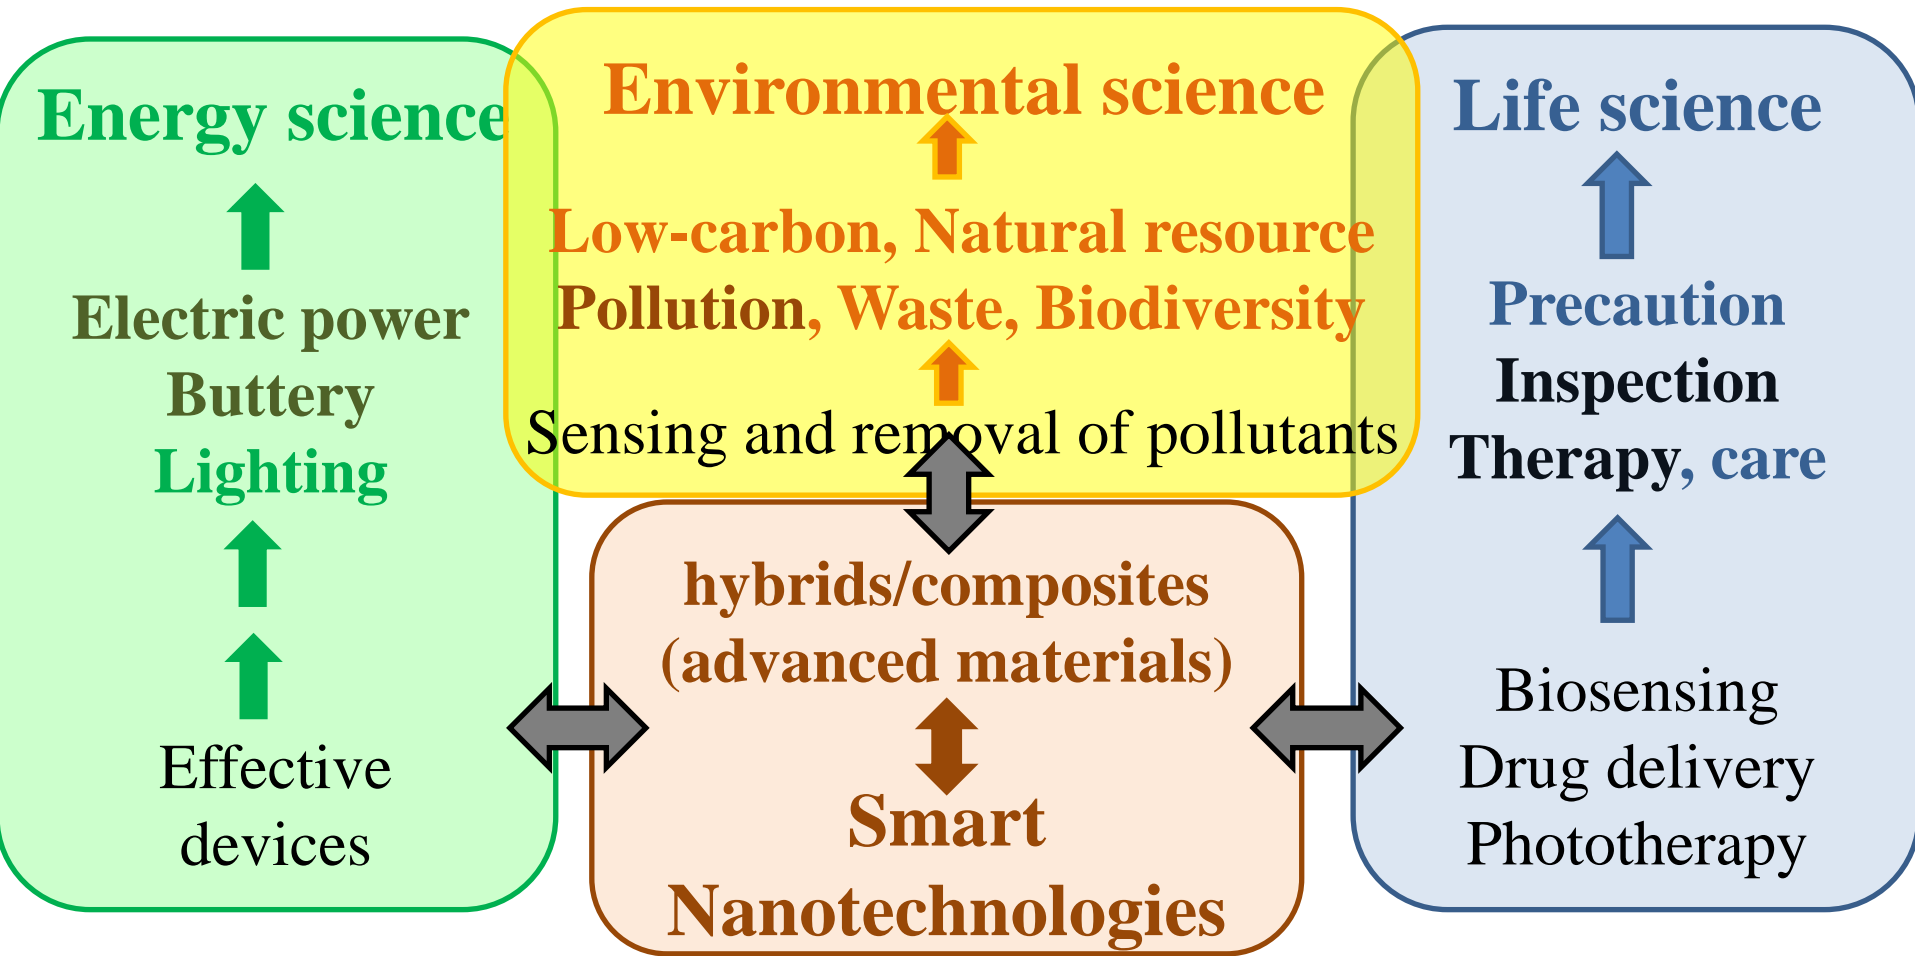 Energy science
Electric power
Buttery
Lighting
Effective
devices
Environmental science
Low-carbon, Natural resource
Pollution, Waste, Biodiversity
Sensing and removal of pollutants
hybrids/composites
(advanced materials)
Smart
Nanotechnologies
Life science
Precaution
Inspection
Therapy, care
Biosensing
Drug delivery
Phototherapy